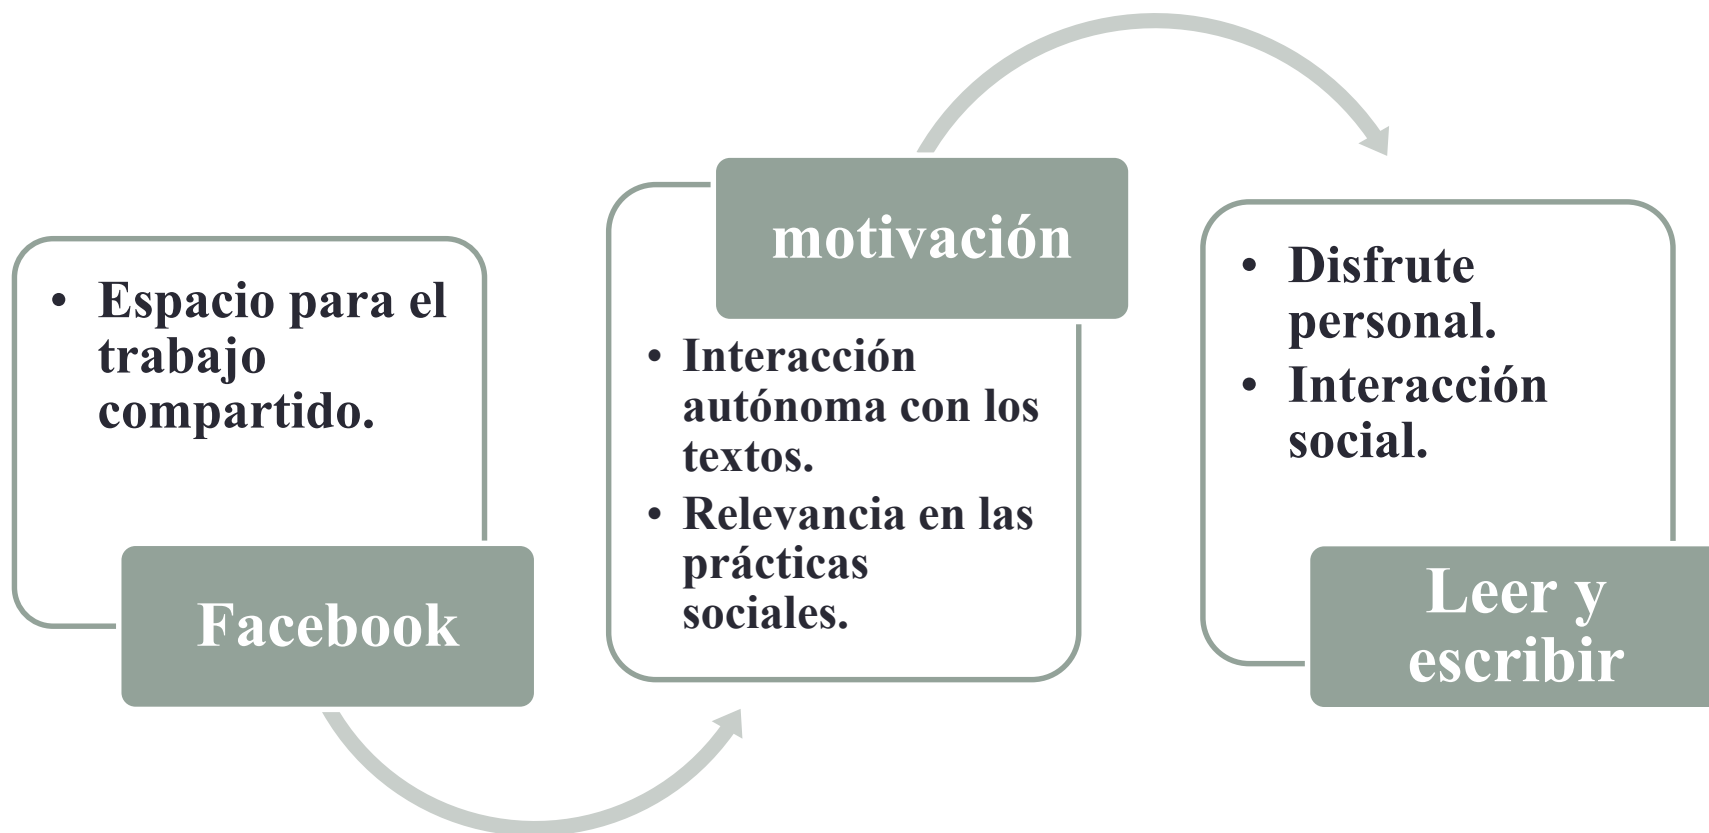 • Espacio para el
trabajo
compartido.
Facebook
motivación
• Interacción
autónoma con los
textos.
• Relevancia en las
prácticas
sociales.
• Disfrute
personal.
• Interacción
social.
Leer y
escribir